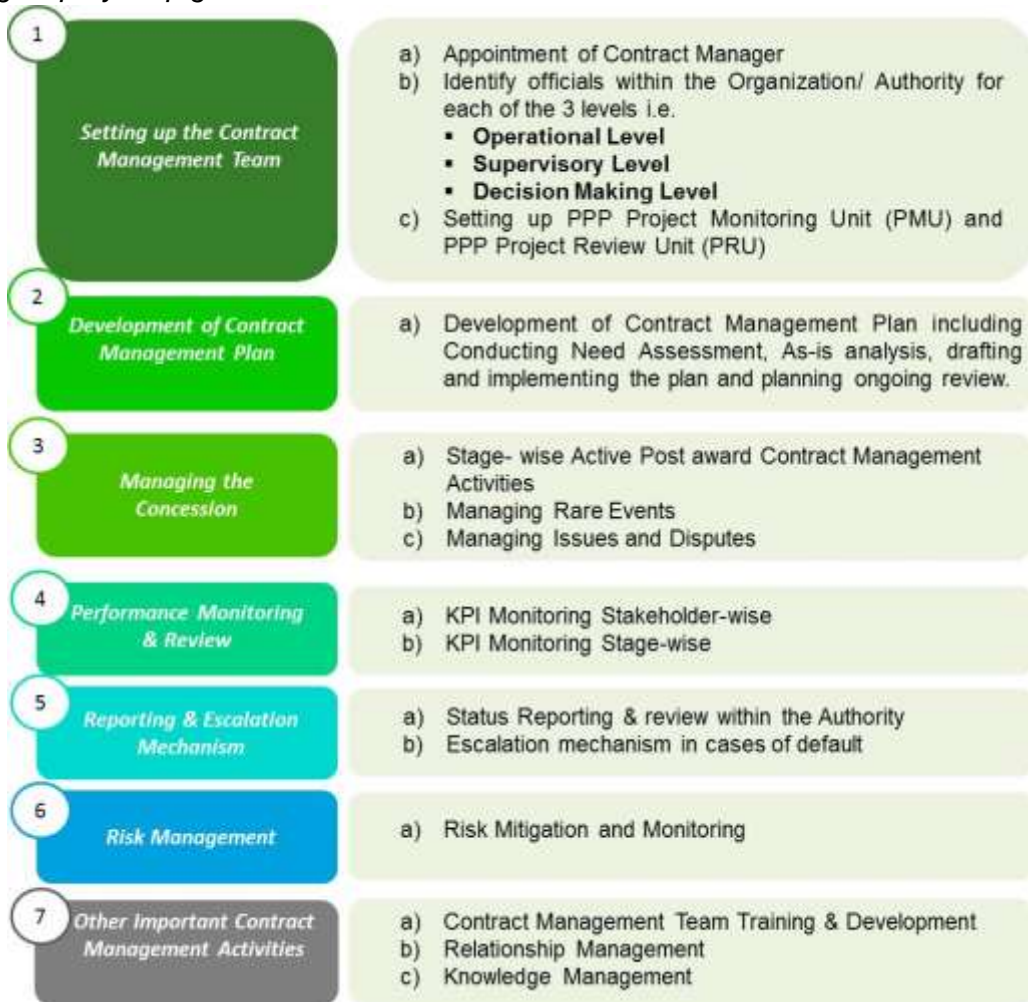 1
Setting up the Contract
Management Team
a) Appointment of Contract Manager
b) Identify officials within the Organization/ Authority for
each of the 3 levels i.e.
▪ Operational Level
▪ Supervisory Level
▪ Decision Making Level
c) Setting up PPP Project Monitoring Unit (PMU) and
PPP Project Review Unit (PRU)
2
Development of Contract
Management Plan
a) Development of Contract Management Plan including
Conducting Need Assessment, As-is analysis, drafting
and implementing the plan and planning ongoing review.
3
Managing the
Concession
a) Stage- wise Active Post award Contract Management
Activities
b) Managing Rare Events
c) Managing Issues and Disputes
4
Performance Monitoring
& Review
a) KPI Monitoring Stakeholder-wise
b) KPI Monitoring Stage-wise
5
Reporting & Escalation
Mechanism
a) Status Reporting & review within the Authority
b) Escalation mechanism in cases of default
6
Risk Management
a) Risk Mitigation and Monitoring
7
Other Important Contract
Management Activities
a) Contract Management Team Training & Development
b) Relationship Management
c) Knowledge Management